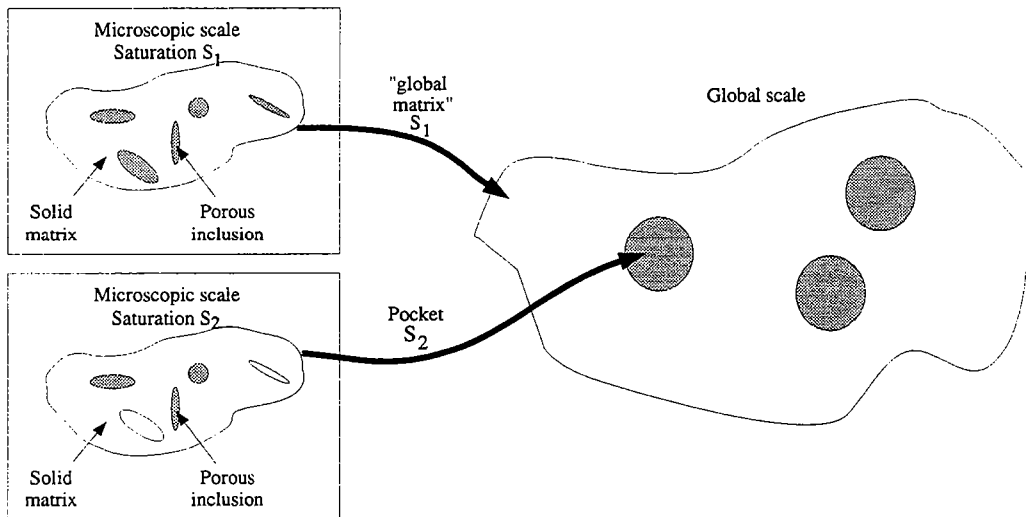 Microscopic scale
Saturation S1
Solid
matrix
Porous
inclusion
"global
matrix"
S1
Global scale
Microscopic scale
Saturation S2
Solid
matrix
Porous
inclusion
Pocket
S2